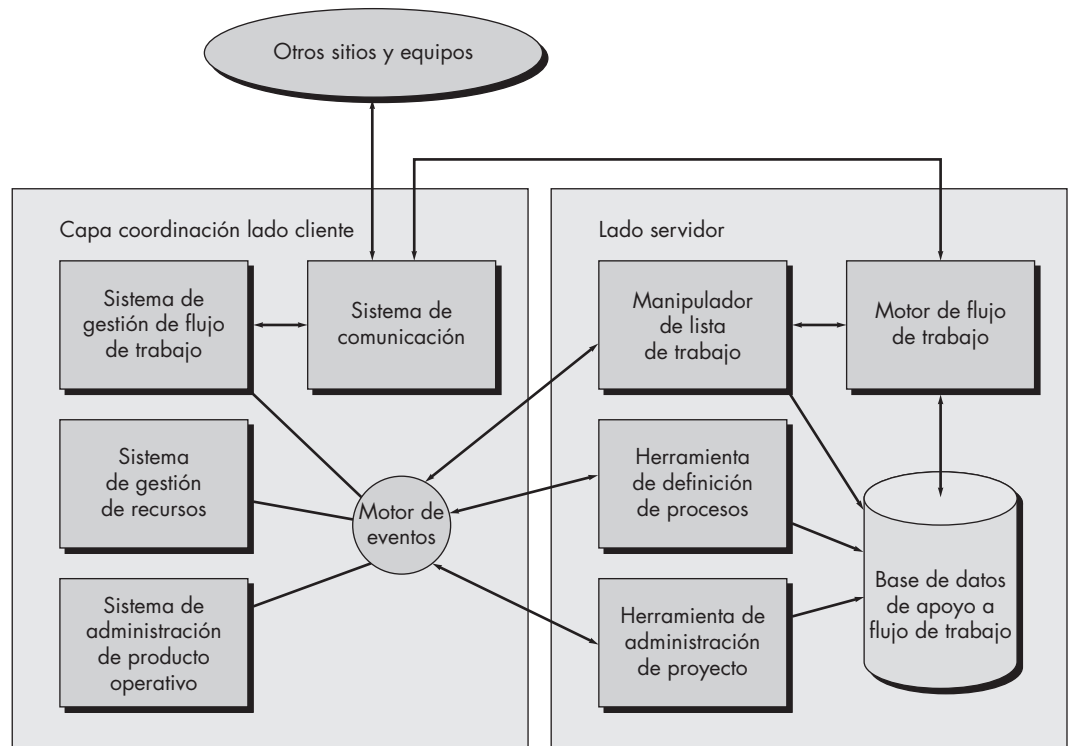 Otros sitios y equipos
Capa coordinación lado cliente
Sistema de
gestión de flujo
de trabajo
Sistema de
comunicación
Sistema
de gestión
de recursos
Motor de
eventos
Sistema de
administración
de producto
operativo
Lado servidor
Manipulador
de lista
de trabajo
Motor de flujo
de trabajo
Herramienta
de definición
de procesos
Herramienta de
administración
de proyecto
Base de datos
de apoyo a
flujo de trabajo